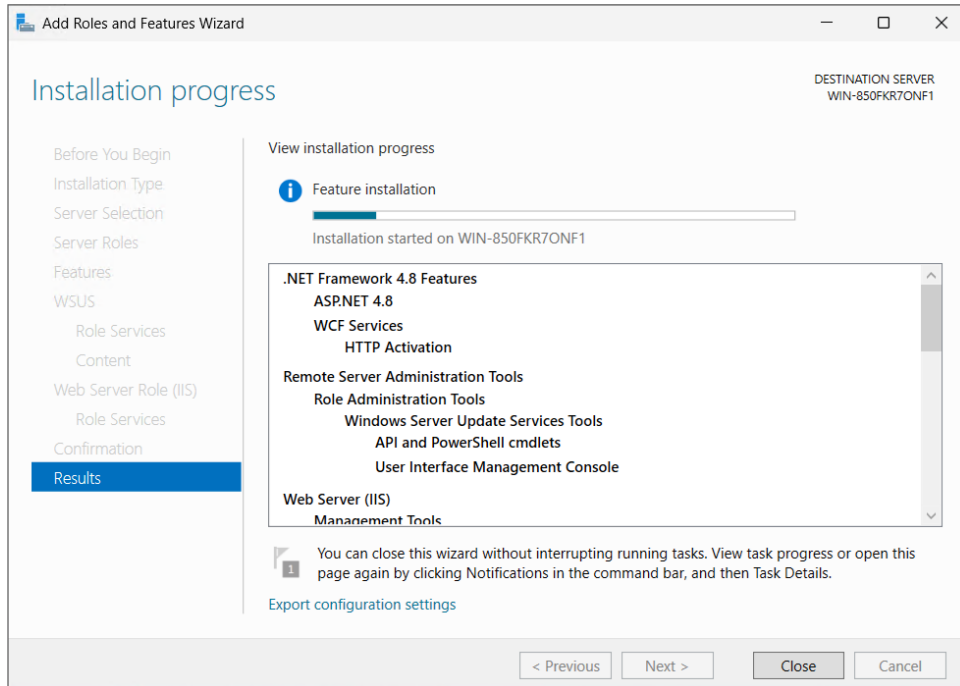 Add Roles and Features Wizard
Installation progress
DESTINATION SERVER
WIN-850FKR7ONF1
Before You Begin
Installation Type
Server Selection
Server Roles
Features
WSUS
Role Services
Content
Web Server Role (IIS)
Role Services
Confirmation
Results
View installation progress
Feature installation
Installation started on WIN-850FKR7ONF1
.NET Framework 4.8 Features
ASP.NET 4.8
WCF Services
HTTP Activation
Remote Server Administration Tools
Role Administration Tools
Windows Server Update Services Tools
API and PowerShell cmdlets
User Interface Management Console
Web Server (IIS)
Management Tools
1
You can close this wizard without interrupting running tasks. View task progress or open this
page again by clicking Notifications in the command bar, and then Task Details.
Export configuration settings
< Previous
Next >
Close
Cancel